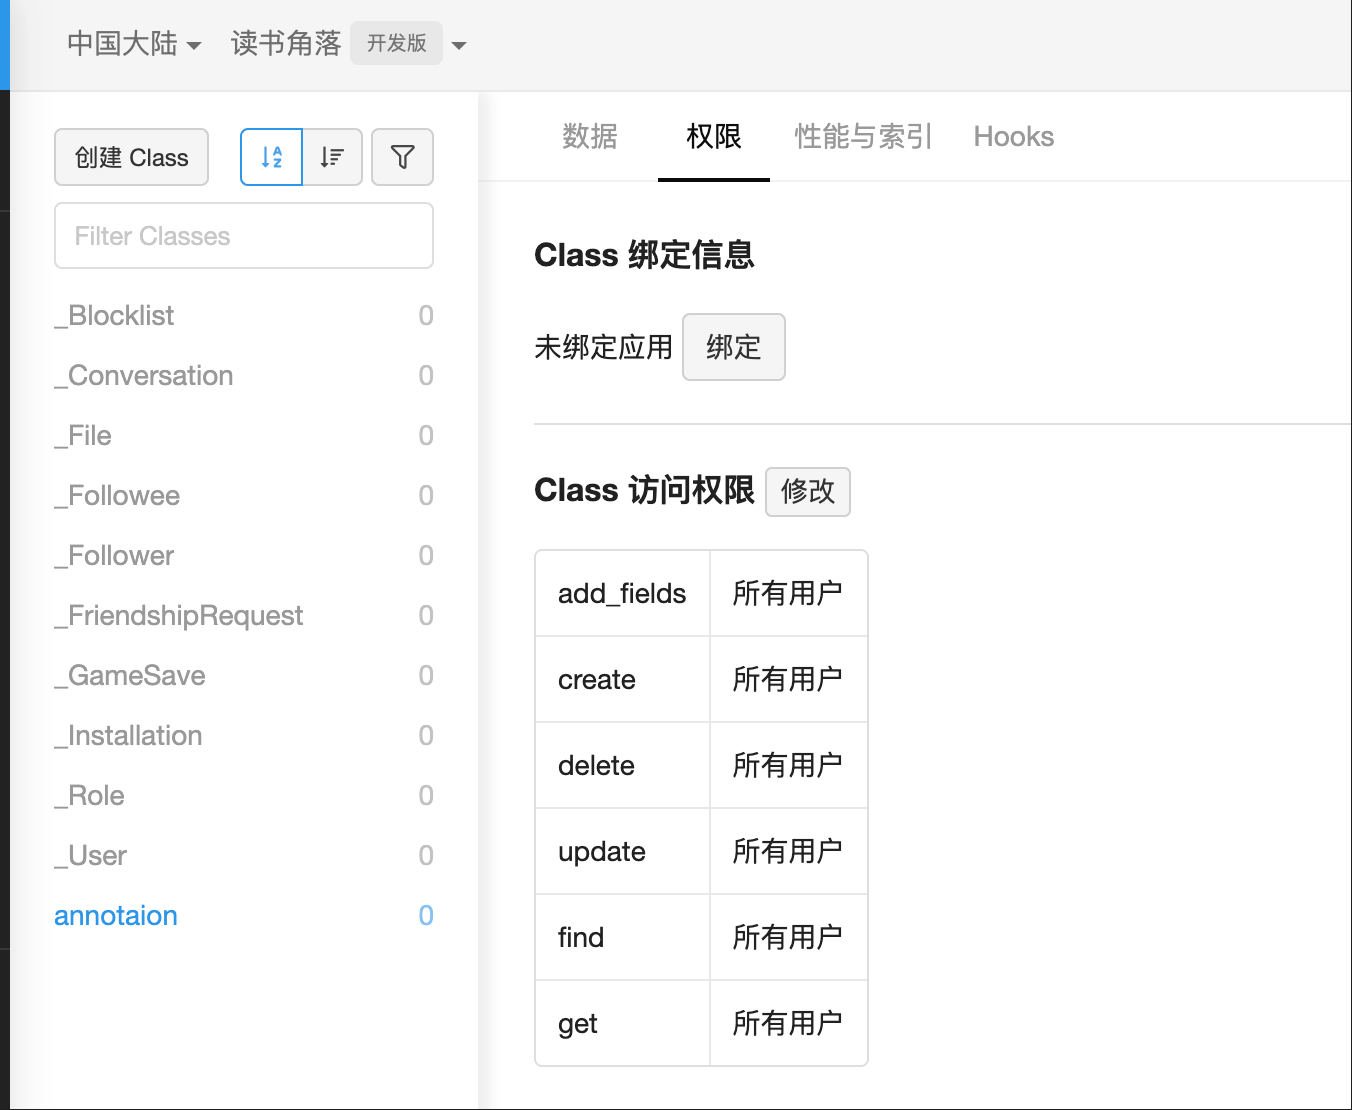 中国大陆 读书角落 开发版
创建 Class
Filter Classes
_Blocklist 0
_Conversation 0
_File 0
_Followee 0
_Follower 0
_FriendshipRequest 0
_GameSave 0
_Installation 0
_Role 0
_User 0
annotaion 0
数据 权限 性能与索引 Hooks
Class 绑定信息
未绑定应用 绑定
Class 访问权限 修改
add_fields 所有用户
create 所有用户
delete 所有用户
update 所有用户
find 所有用户
get 所有用户